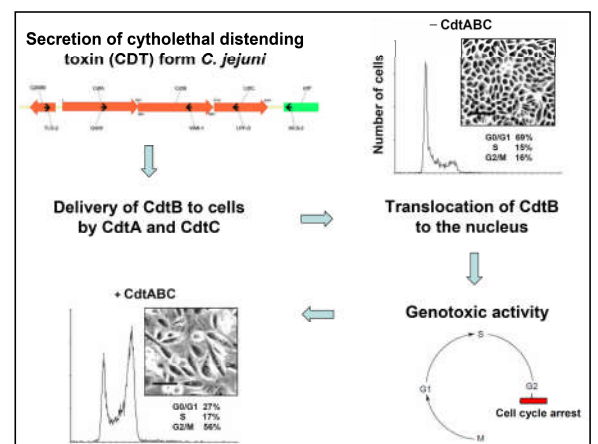 Secretion of cytholethal distending
toxin (CDT) form C. jejuni
CdtA
CdtB
CdtC
Delivery of CdtB to cells
by CdtA and CdtC
– CdtABC
Number of cells
G0/G1 69%
S 15%
G2/M 16%
Translocation of CdtB
to the nucleus
Genotoxic activity
S
G1
G2
Cell cycle arrest
M
+ CdtABC
G0/G1 27%
S 17%
G2/M 56%